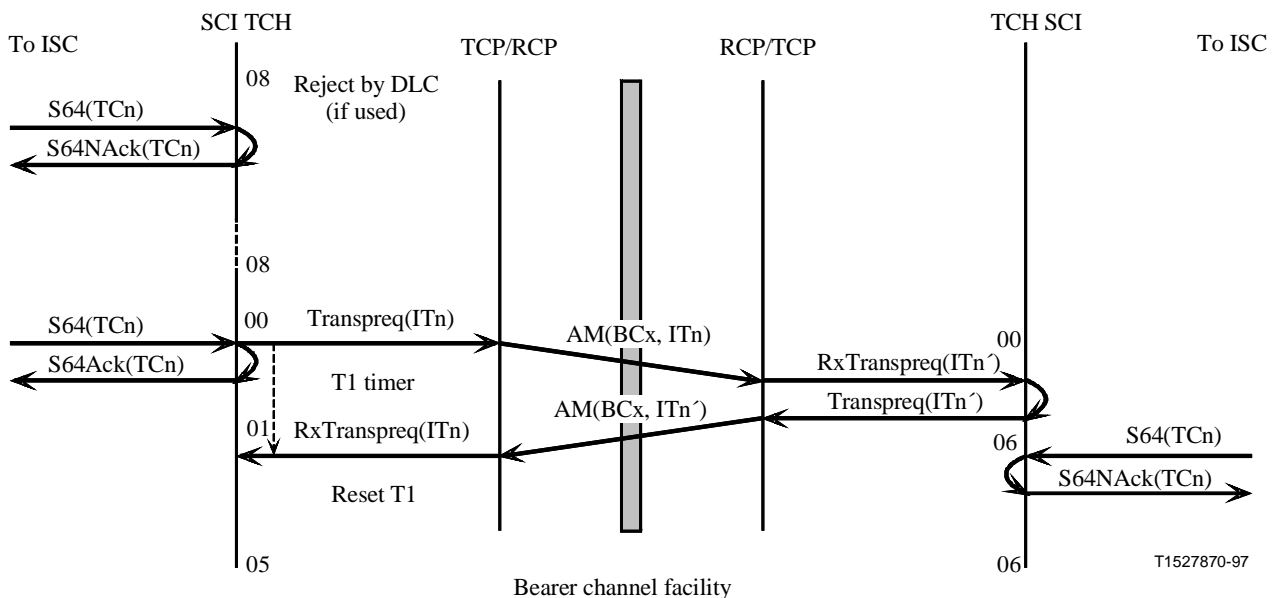 SCI TCH
TCH SCI
To ISC
TCP/RCP
RCP/TCP
To ISC
08
Reject by DLC
(if used)
S64(TCn)
S64NAck(TCn)
08
S64(TCn)
00
Transpreq(ITn)
AM(BCx, ITn)
00
S64Ack(TCn)
T1 timer
RxTranspreq(ITn´)
AM(BCx, ITn´)
Transpreq(ITn´)
01
RxTranspreq(ITn)
06
S64(TCn)
S64NAck(TCn)
Reset T1
05
06
T1527870-97
Bearer channel facility